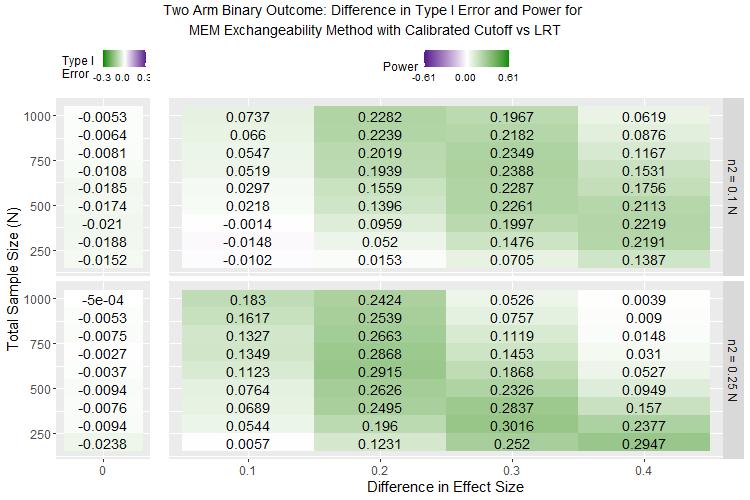 Two Arm Binary Outcome: Difference in Type I Error and Power for
MEM Exchangeability Method with Calibrated Cutoff vs LRT
Type I
Error
-0.3 0.0 0.3
Power
-0.61 0.00 0.61
Total Sample Size (N)
1000
750
500
250
-0.0053 0.0737 0.2282 0.1967 0.0619
-0.0064 0.066 0.2239 0.2182 0.0876
-0.0081 0.0547 0.2019 0.2349 0.1167
-0.0108 0.0519 0.1939 0.2388 0.1531
-0.0185 0.0297 0.1559 0.2287 0.1756
-0.0174 0.0218 0.1396 0.2261 0.2113
-0.021 -0.0014 0.0959 0.1997 0.2219
-0.0188 -0.0148 0.052 0.1476 0.2191
-0.0152 -0.0102 0.0153 0.0705 0.1387
n2 = 0.1 N
1000
750
500
250
-5e-04 0.183 0.2424 0.0526 0.0039
-0.0053 0.1617 0.2539 0.0757 0.009
-0.0075 0.1327 0.2663 0.1119 0.0148
-0.0027 0.1349 0.2868 0.1453 0.031
-0.0037 0.1123 0.2915 0.1868 0.0527
-0.0094 0.0764 0.2626 0.2326 0.0949
-0.0076 0.0689 0.2495 0.2837 0.157
-0.0094 0.0544 0.196 0.3016 0.2377
-0.0238 0.0057 0.1231 0.252 0.2947
n2 = 0.25 N
0 0.1 0.2 0.3 0.4
Difference in Effect Size